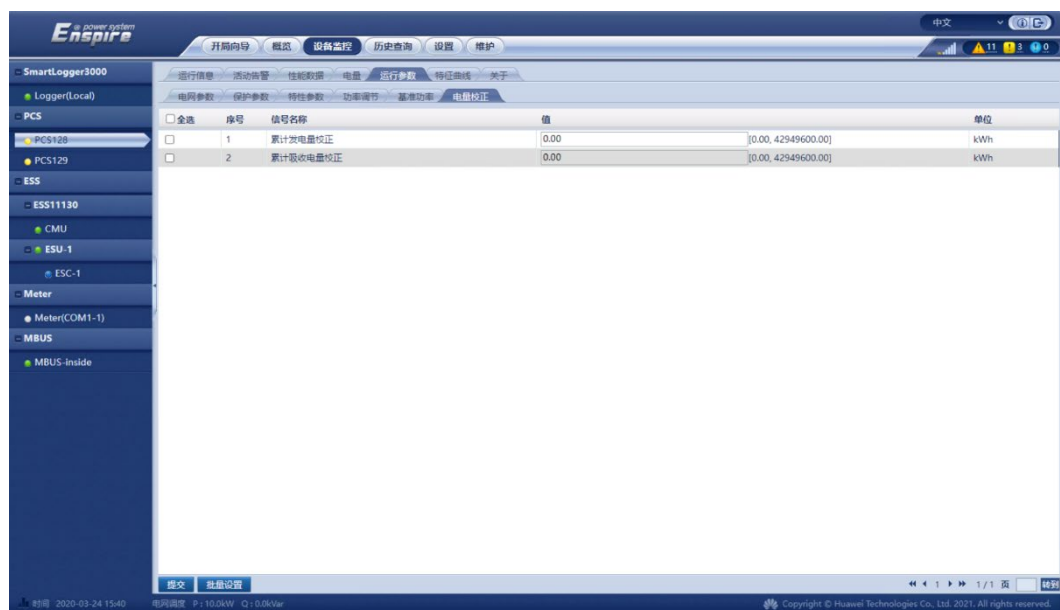 power system
Enspire
中文
开局向导 概览 设备监控 历史查询 设置 维护
11 3 0
SmartLogger3000
Logger(Local)
PCS
PCS128
PCS129
ESS
ESS11130
CMU
ESU-1
ESC-1
Meter
Meter(COM1-1)
MBUS
MBUS-inside
运行信息 活动告警 性能数据 电量 运行参数 特征曲线 关于
电网参数 保护参数 特性参数 功率调节 基准功率 电量校正
全选 序号 信号名称 值 单位
1 累计发电量校正 0.00 [0.00, 42949600.00] kWh
2 累计吸收电量校正 0.00 [0.00, 42949600.00] kWh
提交 批量设置
1 1/1 页 转到
时间 2020-03-24 15:40
电网调度 P : 10.0kW Q : 0.0kVar
Copyright © Huawei Technologies Co., Ltd. 2021. All rights reserved.